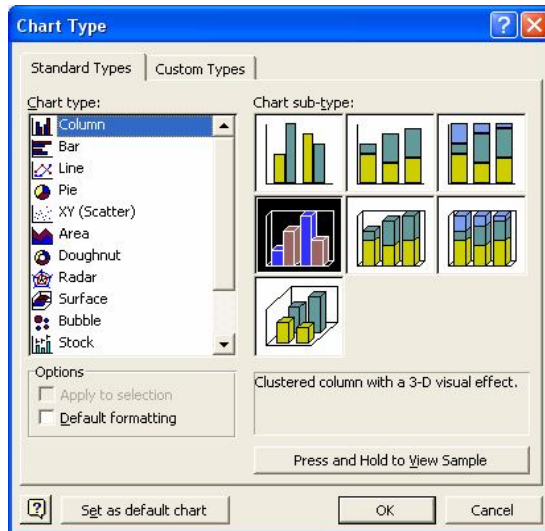 Chart Type
Standard Types
Custom Types
Chart type:
Column
Bar
Line
Pie
XY (Scatter)
Area
Doughnut
Radar
Surface
Bubble
Stock
Chart sub-type:
Clustered column with a 3-D visual effect.
Options
Apply to selection
Default formatting
Press and Hold to View Sample
Set as default chart
OK
Cancel